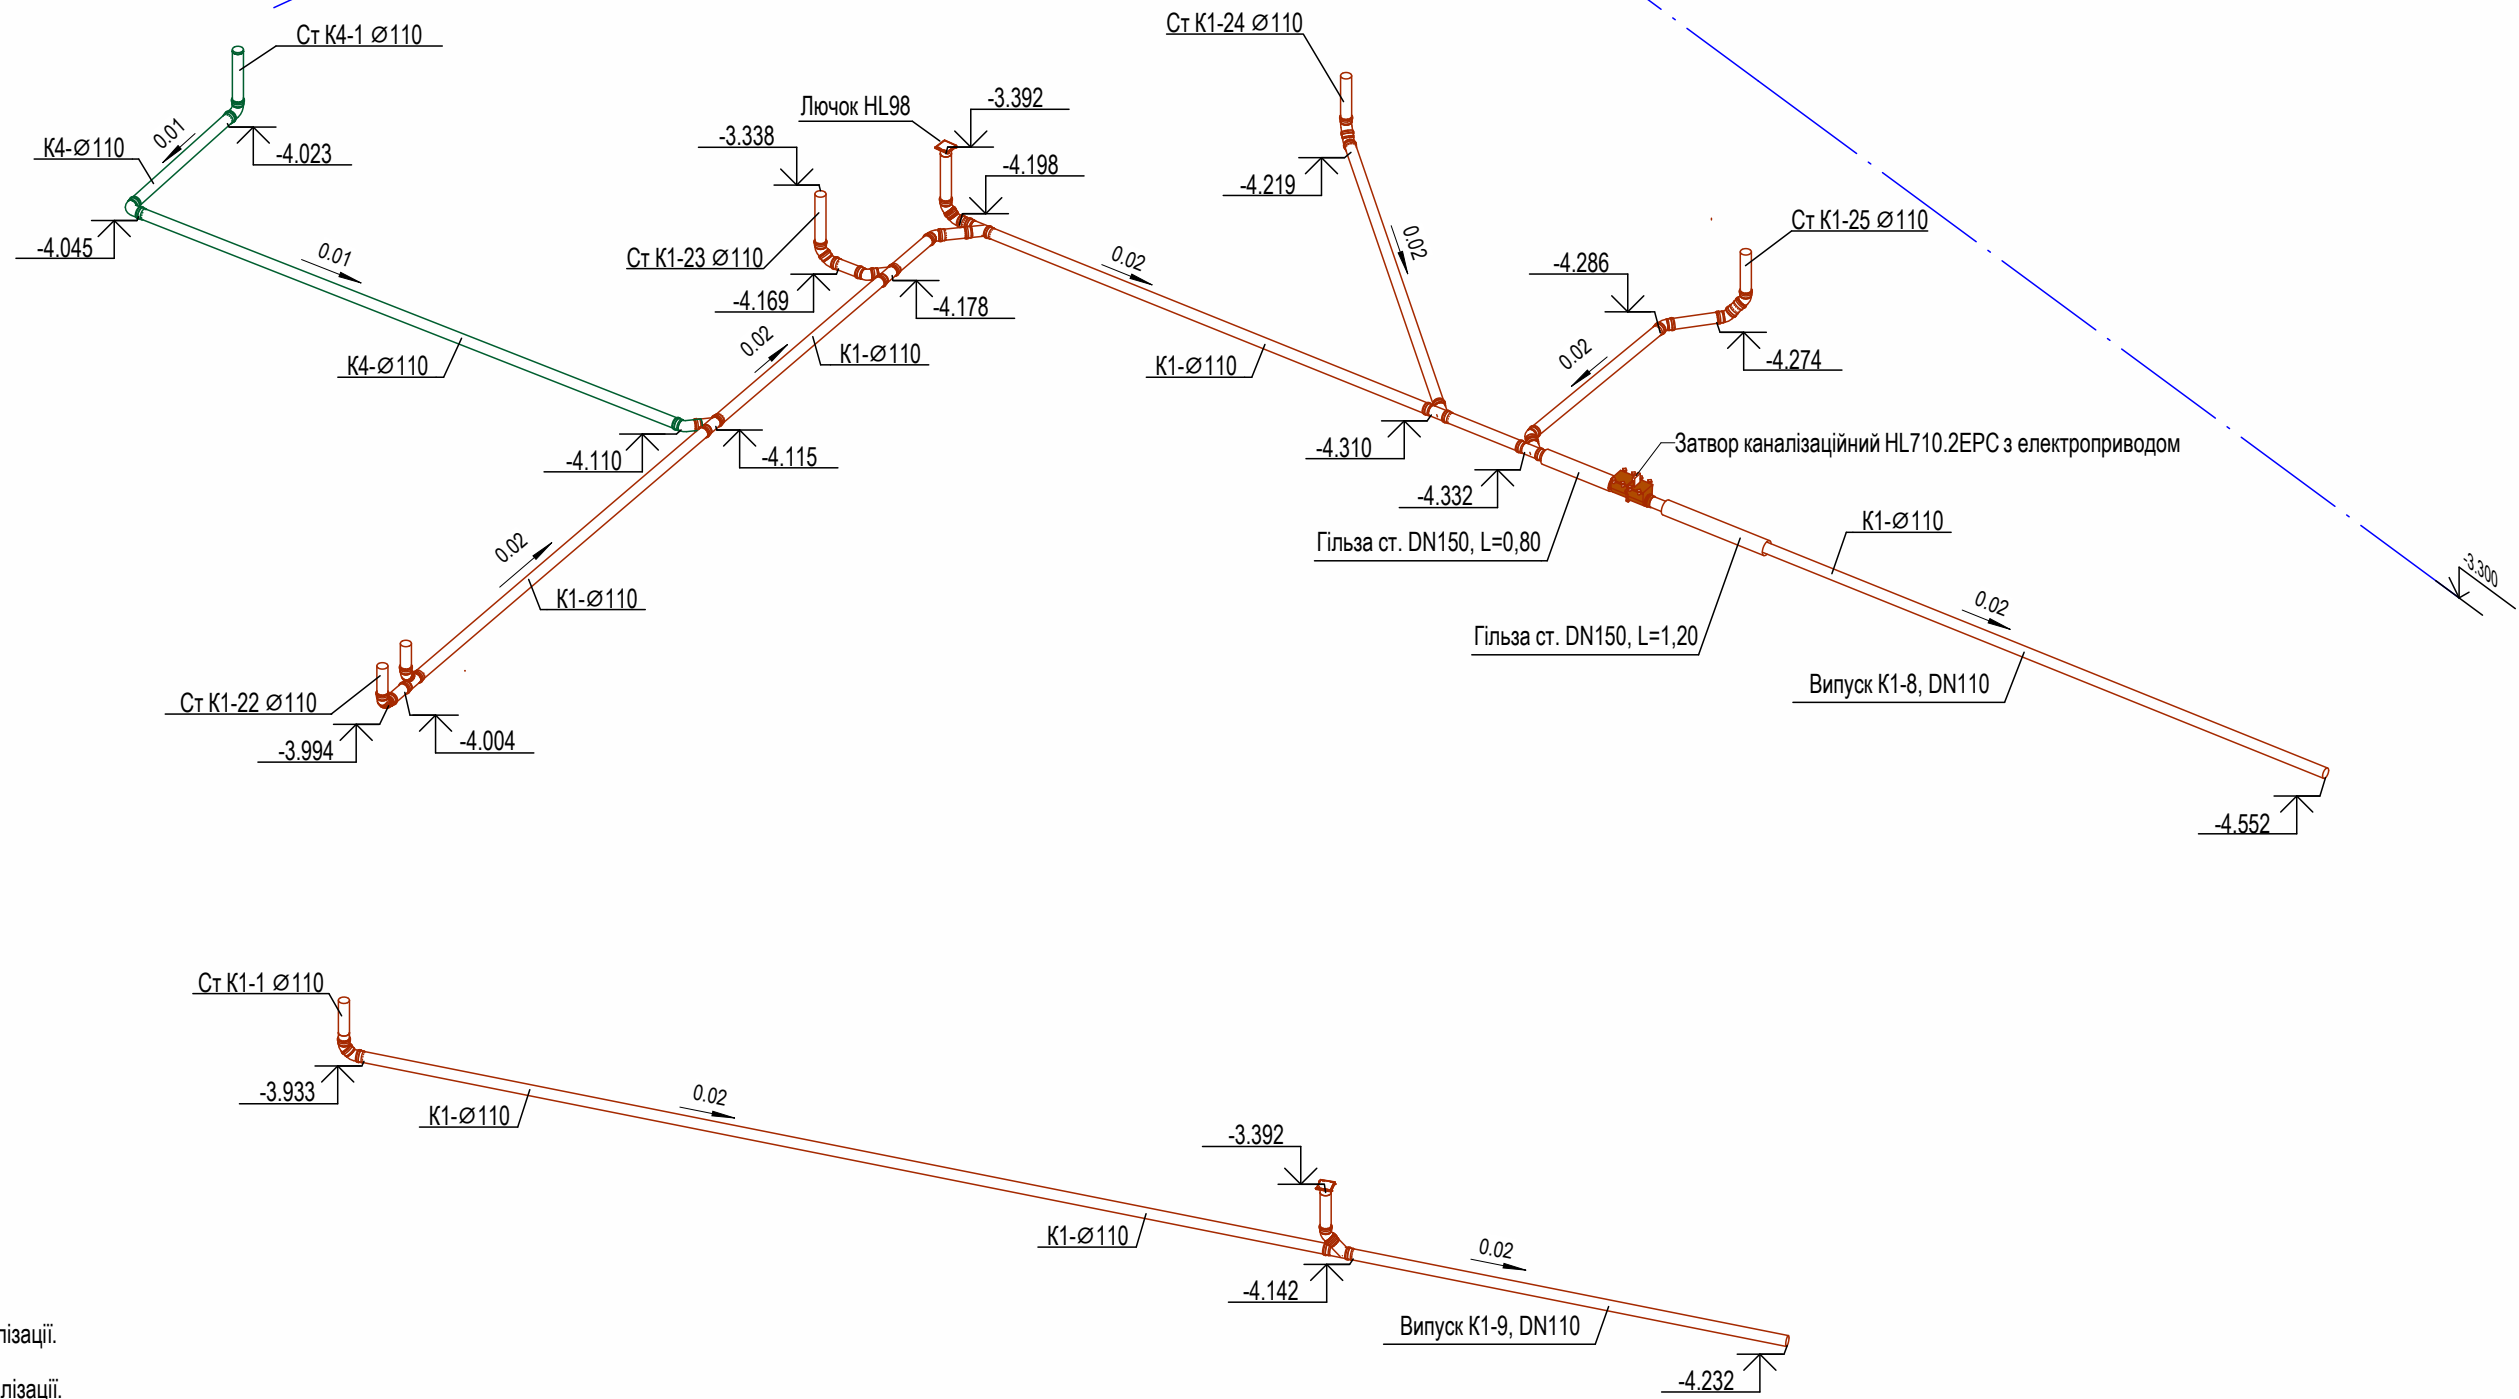 Ст К4-1 Ø110
Ст К1-24 Ø110
Лючок HL98
-3.392
0.01
-3.338
К4-Ø110
-4.023
-4.198
-4.219
Ст К1-25 Ø110
-4.045
0.01
Ст К1-23 Ø110
0.02
0.02
-4.286
-4.169
-4.178
0.02
К1-Ø110
К4-Ø110
К1-Ø110
0.02
-4.274
-4.110
-4.115
-4.310
Затвор каналізаційний HL710.2EPC з електроприводом
-4.332
0.02
Гільза ст. DN150, L=0,80
К1-Ø110
-3.300
К1-Ø110
0.02
Гільза ст. DN150, L=1,20
Ст К1-22 Ø110
Випуск К1-8, DN110
-3.994
-4.004
-4.552
Ст К1-1 Ø110
-3.933
0.02
К1-Ø110
-3.392
К1-Ø110
0.02
-4.142
Випуск К1-9, DN110
лізації.
-4.232
лізації.